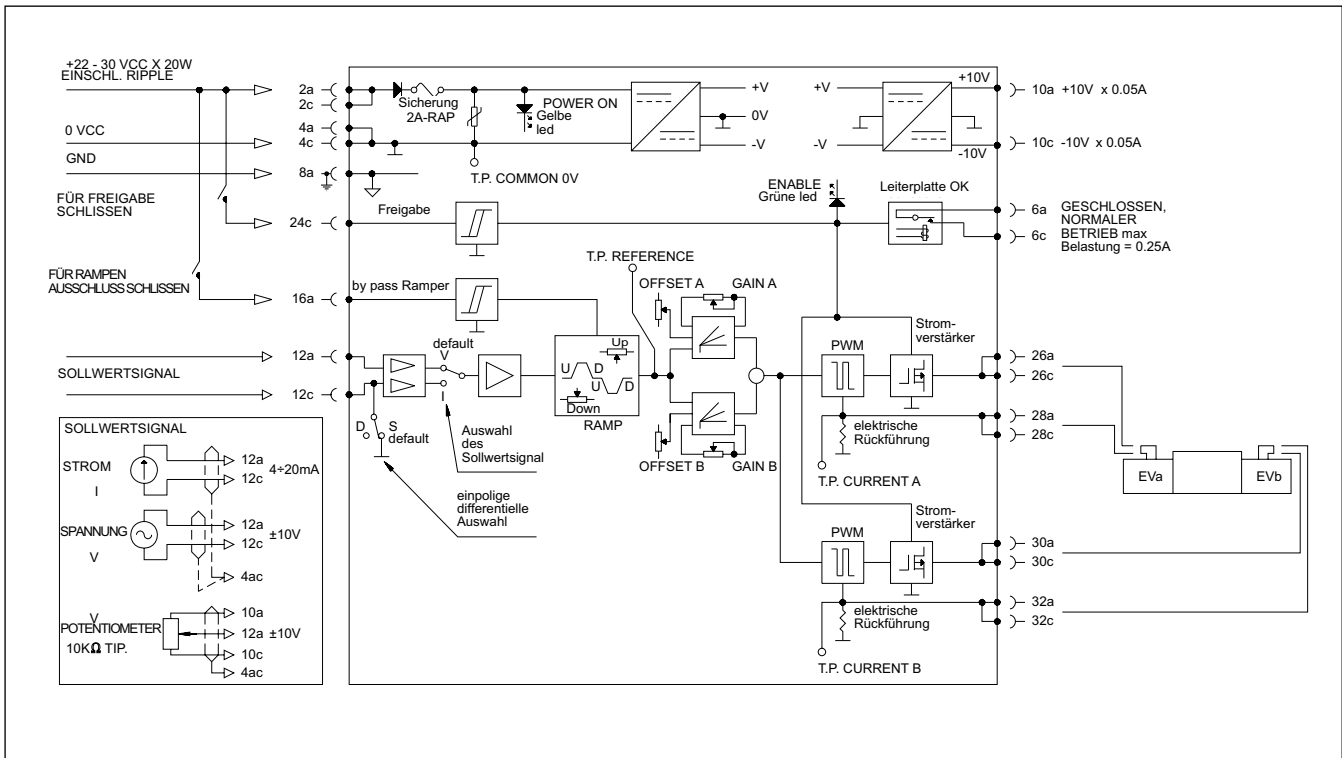 +22 - 30 VCC X 20W
EINSCHL. RIPPLE
0 VCC
GND
FÜR FREIGABE
SCHLISSEN
FÜR RAMPEN
AUSSCHLUSS SCHLISSEN
SOLLWERTSIGNAL
2a
2c
4a
4c
8a
24c
16a
12a
12c
Sicherung
2A-RAP
POWER ON
Gelbe
led
T.P. COMMON 0V
+V
0V
-V
+V
-V
+10V
-10V
10a +10V x 0.05A
10c -10V x 0.05A
Freigabe
ENABLE
Grüne led
Leiterplatte OK
6a
6c
GESCHLOSSEN,
NORMALER
BETRIEB max
Belastung = 0.25A
by pass Ramper
T.P. REFERENCE
OFFSET A
GAIN A
default
V
I
D
S
default
Up
U
D
U
D
Down
RAMP
OFFSET B
GAIN B
Auswahl
des
Sollwertsignal
einpolige
differentielle
Auswahl
PWM
Strom-
verstärker
26a
26c
28a
28c
elektrische
Rückführung
T.P. CURRENT A
EVa
EVb
PWM
Strom-
verstärker
30a
30c
32a
32c
elektrische
Rückführung
T.P. CURRENT B
SOLLWERTSIGNAL
STROM
I
12a
12c
4÷20mA
SPANNUNG
V
12a
12c
±10V
4ac
V
POTENTIOMETER
10KΩ TIP.
10a
12a ±10V
10c
4ac